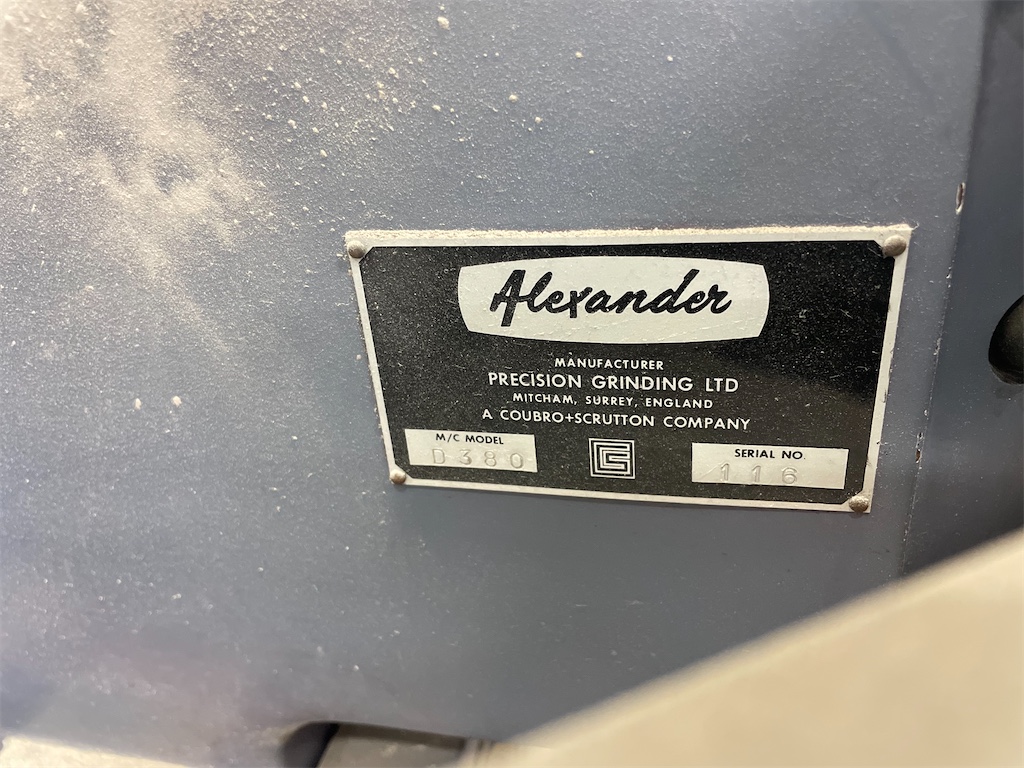 Alexander
MANUFACTURER
PRECISION GRINDING LTD
MITCHAM, SURREY, ENGLAND
A COUBRO+SCRUTTON COMPANY
M/C MODEL
D380
SERIAL NO.
116